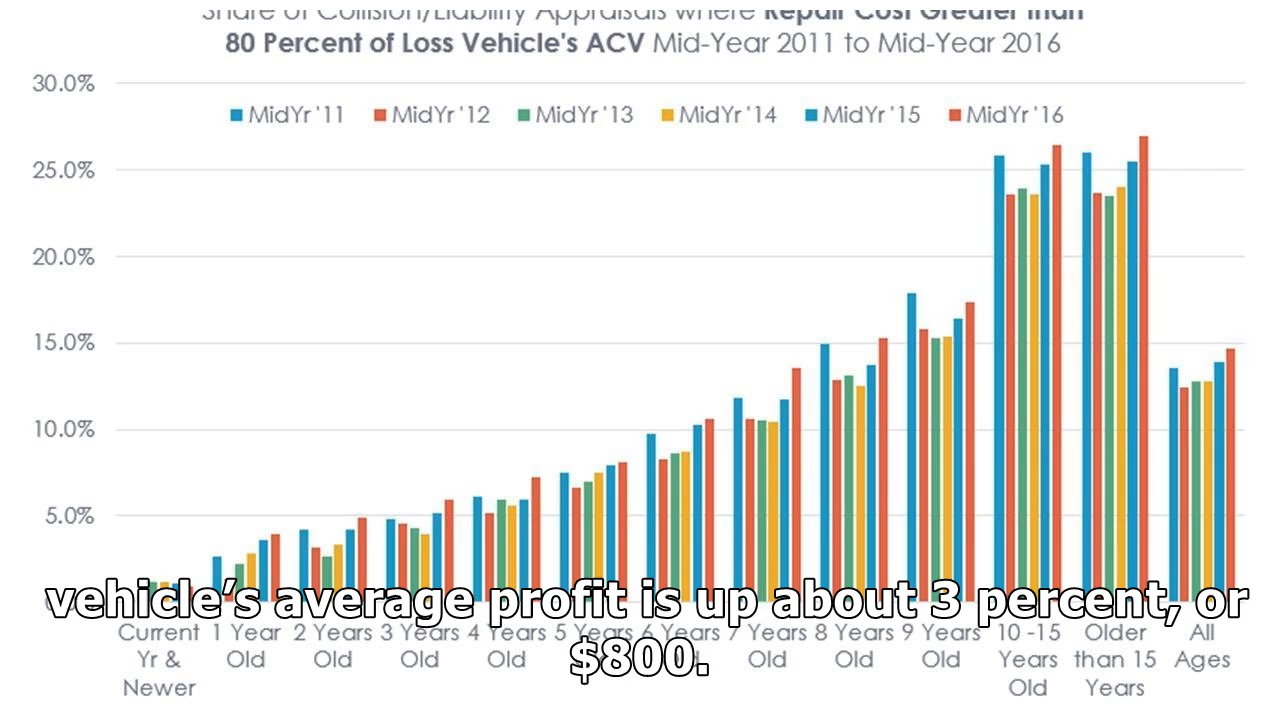 Share of Collision/Liability Appraisals where Repair Cost Greater than
80 Percent of Loss Vehicle's ACV Mid-Year 2011 to Mid-Year 2016
30.0%
MidYr '11 MidYr '12 MidYr '13 MidYr '14 MidYr '15 MidYr '16
25.0%
20.0%
15.0%
10.0%
5.0%
vehicle’s average profit is up about 3 percent, or
$800.
Current Yr & Newer
1 Year Old
2 Years Old
3 Years Old
4 Years Old
5 Years
6 Years
7 Years Old
8 Years Old
9 Years Old
10 -15 Years Old
Older than 15 Years
All Ages